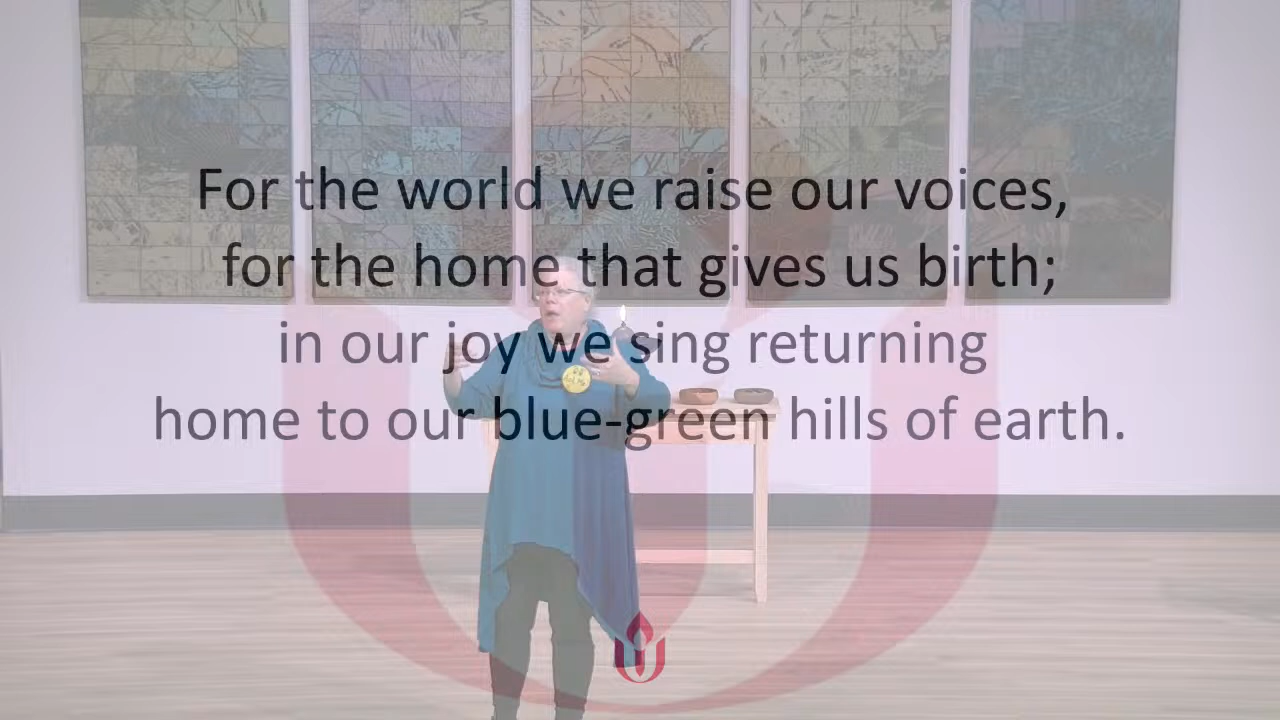 For the world we raise our voices,
for the home that gives us birth;
in our joy we sing returning
home to our blue-green hills of earth.